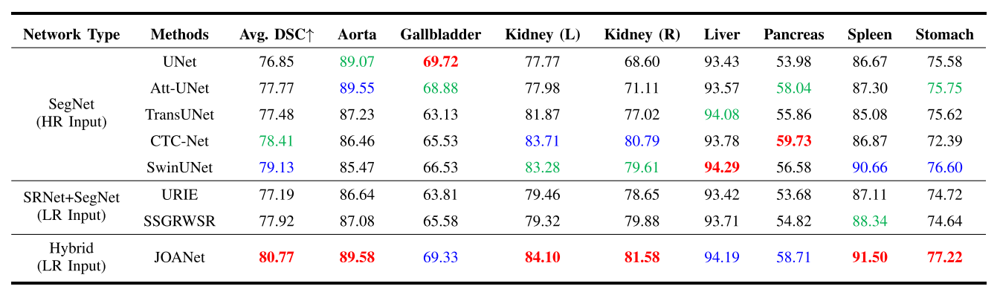 Network Type Methods Avg. DSC↑ Aorta Gallbladder Kidney (L) Kidney (R) Liver Pancreas Spleen Stomach
SegNet
(HR Input)
UNet 76.85 89.07 69.72 77.77 68.60 93.43 53.98 86.67 75.58
Att-UNet 77.77 89.55 68.88 77.98 71.11 93.57 58.04 87.30 75.75
TransUNet 77.48 87.23 63.13 81.87 77.02 94.08 55.86 85.08 75.62
CTC-Net 78.41 86.46 65.53 83.71 80.79 93.78 59.73 86.87 72.39
SwinUNet 79.13 85.47 66.53 83.28 79.61 94.29 56.58 90.66 76.60
SRNet+SegNet
(LR Input)
URIE 77.19 86.64 63.81 79.46 78.65 93.42 53.68 87.11 74.72
SSGRWSR 77.92 87.08 65.58 79.32 79.88 93.71 54.82 88.34 74.64
Hybrid
(LR Input)
JOANet 80.77 89.58 69.33 84.10 81.58 94.19 58.71 91.50 77.22